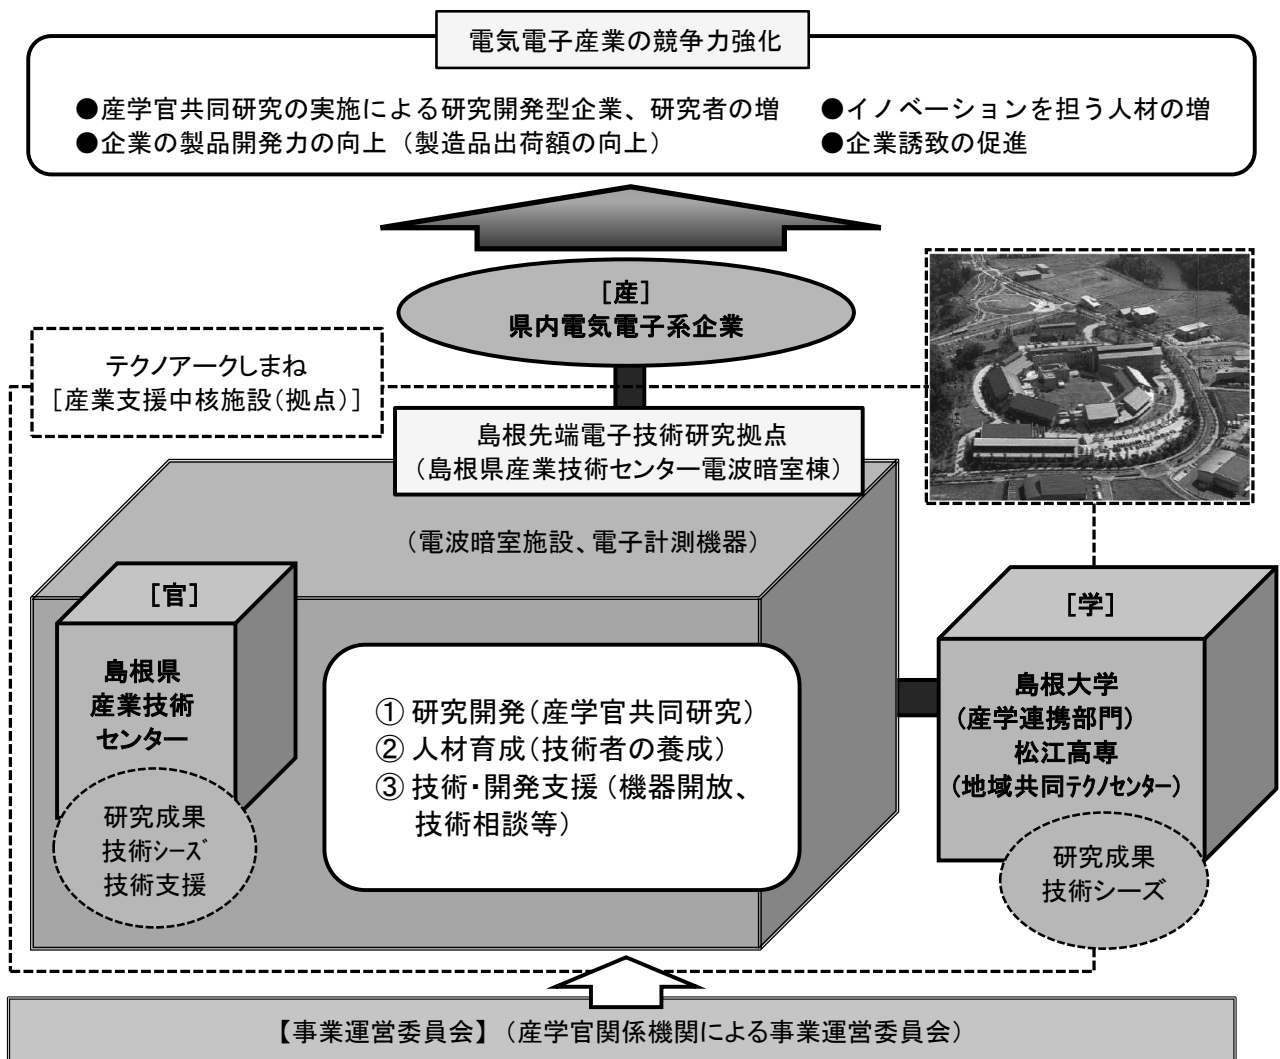 電気電子産業の競争力強化
●産学官共同研究の実施による研究開発型企業、研究者の増
●イノベーションを担う人材の増
●企業の製品開発力の向上（製造品出荷額の向上）
●企業誘致の促進
［産］
県内電気電子系企業
テクノアークしまね
［産業支援中核施設（拠点）］
島根先端電子技術研究拠点
（島根県産業技術センター電波暗室棟）
（電波暗室施設、電子計測機器）
［官］
島根県
産業技術
センター
研究成果
技術ｼｰｽﾞ
技術支援
① 研究開発（産学官共同研究）
② 人材育成（技術者の養成）
③ 技術・開発支援（機器開放、
技術相談等）
［学］
島根大学
（産学連携部門）
松江高専
（地域共同ﾃｸﾉセンター）
研究成果
技術シーズ
【事業運営委員会】（産学官関係機関による事業運営委員会）